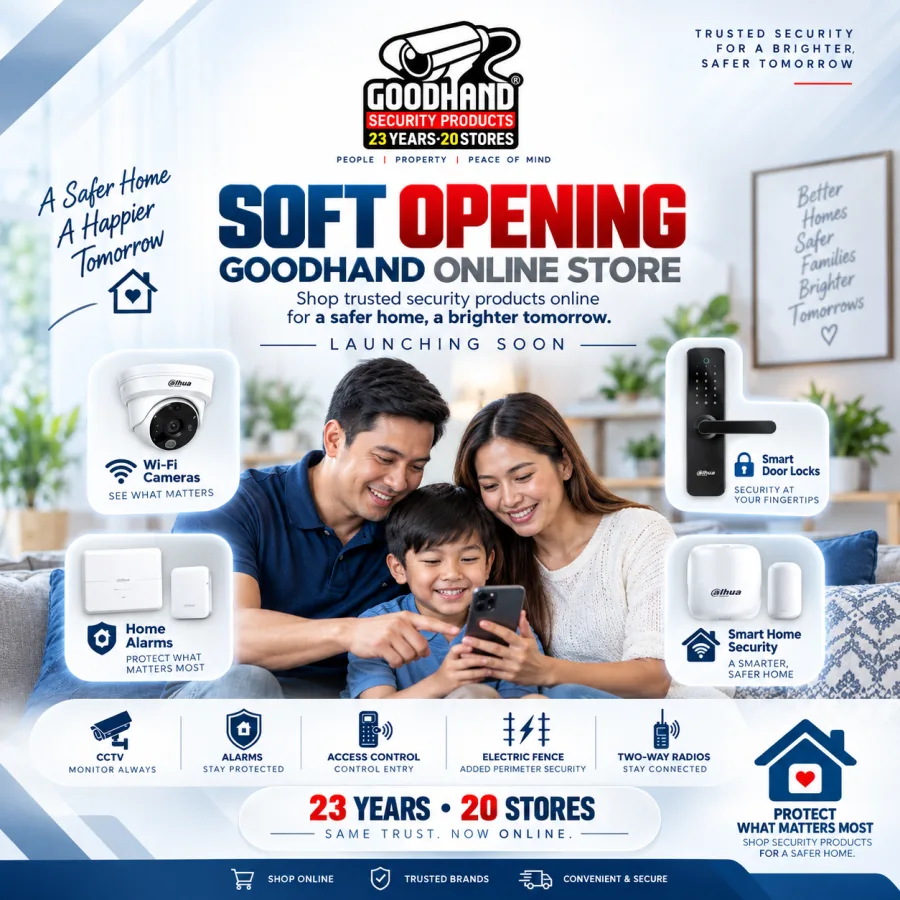 TRUSTED SECURITY
FOR A BRIGHTER,
SAFER TOMORROW
GOODHAND®
SECURITY PRODUCTS
23 YEARS·20 STORES
PEOPLE | PROPERTY | PEACE OF MIND
A Safer Home
A Happier
Tomorrow
SOFT OPENING
GOODHAND ONLINE STORE
Shop trusted security products online
for a safer home, a brighter tomorrow.
LAUNCHING SOON
Better
Homes
Safer
Families
Brighter
Tomorrows
alhua
Wi-Fi
Cameras
SEE WHAT MATTERS
alhua
Smart
Door Locks
SECURITY AT
YOUR FINGERTIPS
Home
Alarms
PROTECT WHAT
MATTERS MOST
alhua
Smart Home
Security
A SMARTER,
SAFER HOME
CCTV
MONITOR ALWAYS
ALARMS
STAY PROTECTED
ACCESS CONTROL
CONTROL ENTRY
ELECTRIC FENCE
ADDED PERIMETER SECURITY
TWO-WAY RADIOS
STAY CONNECTED
23 YEARS • 20 STORES
SAME TRUST. NOW ONLINE.
PROTECT
WHAT MATTERS MOST
SHOP SECURITY PRODUCTS
FOR A SAFER HOME.
SHOP ONLINE
TRUSTED BRANDS
CONVENIENT & SECURE